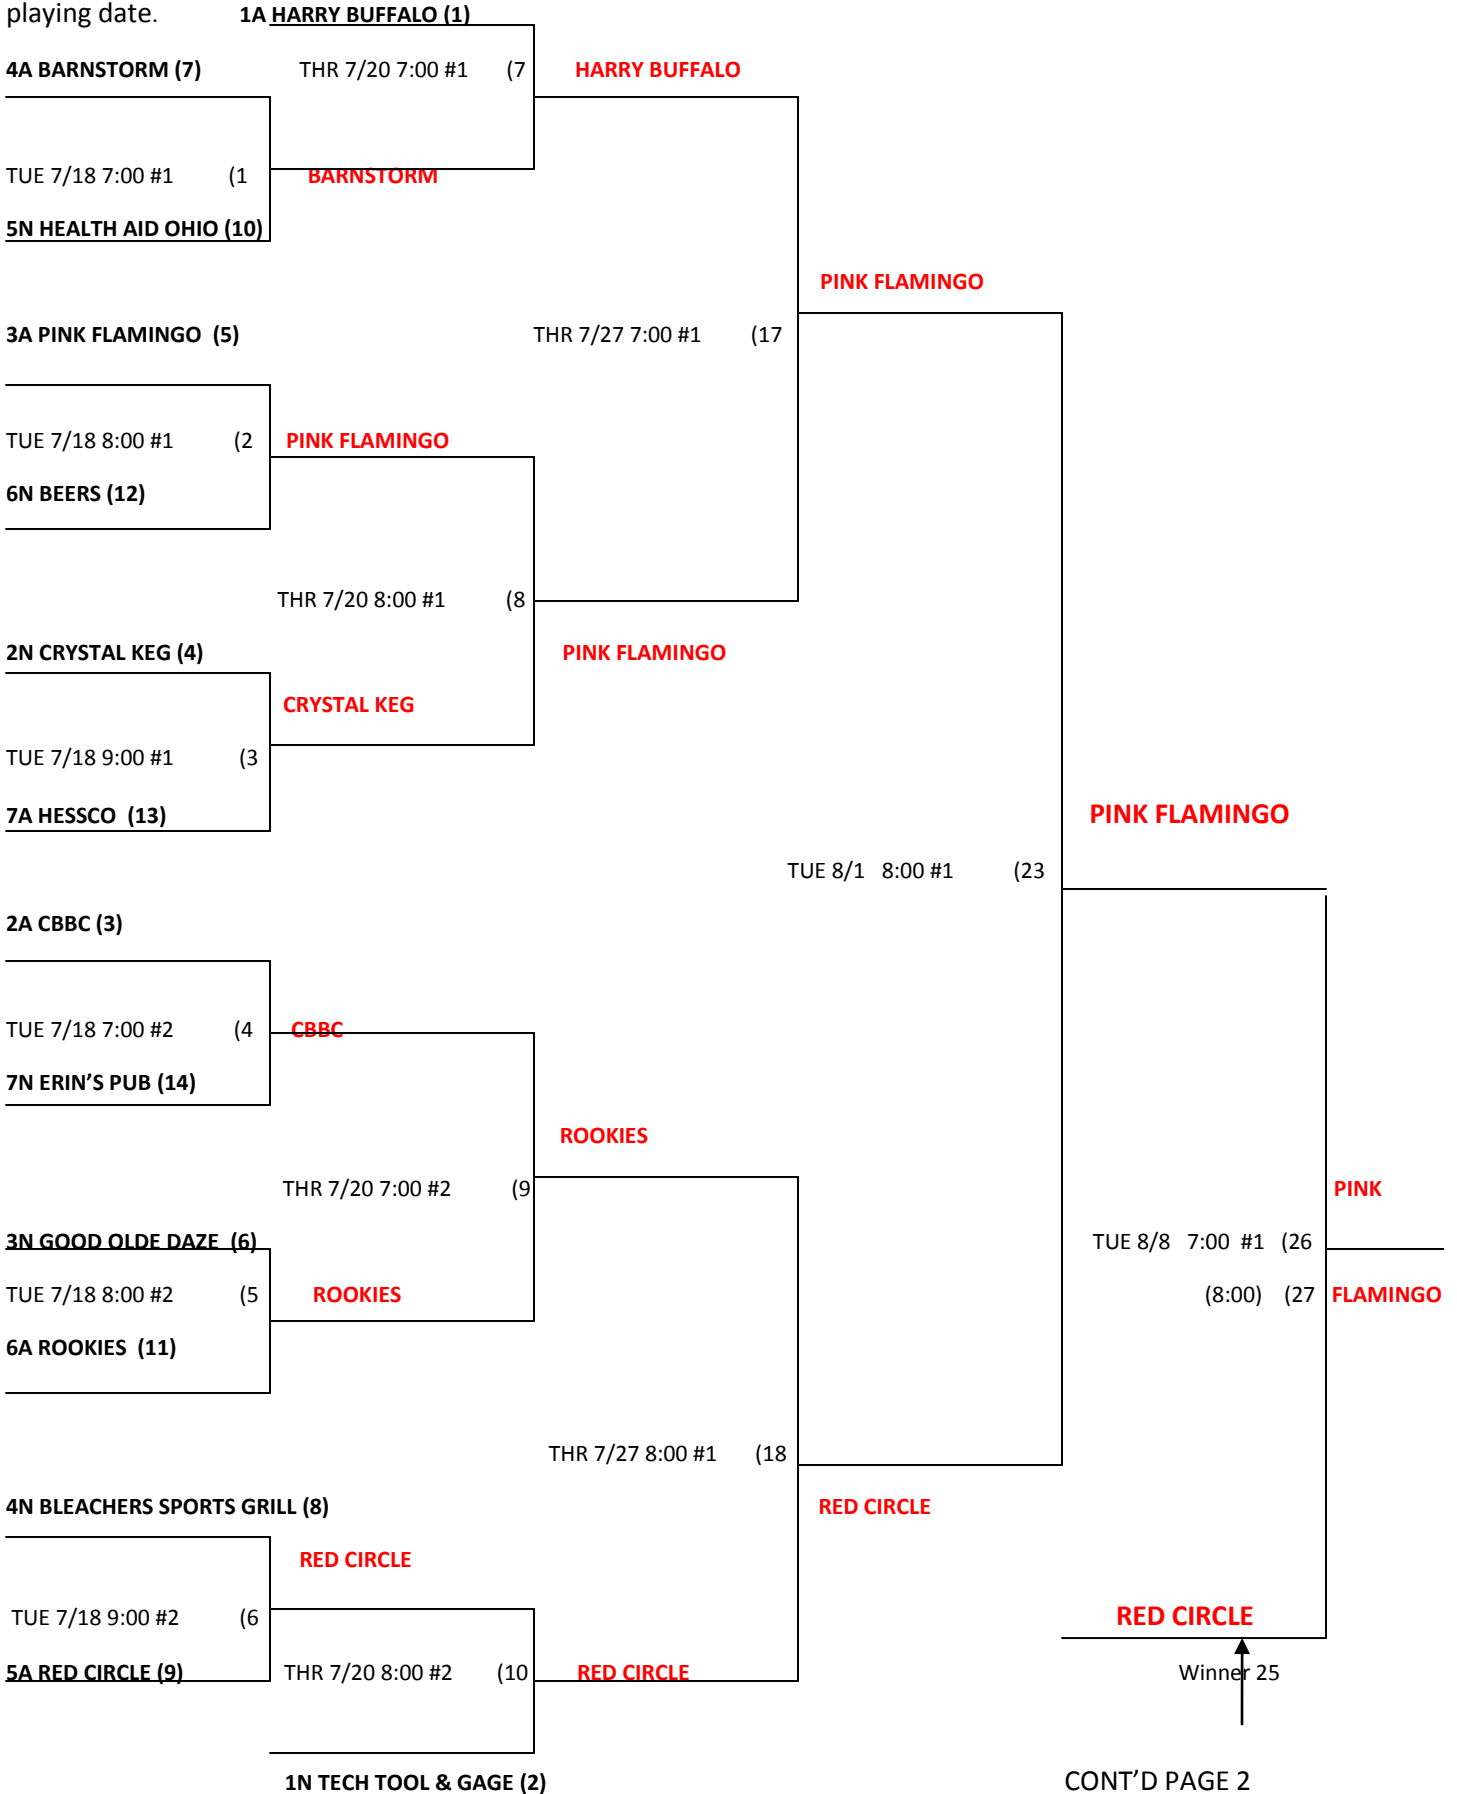 playing date. 1A HARRY BUFFALO (1)
4A BARNSTORM (7) THR 7/20 7:00 #1 (7 HARRY BUFFALO
TUE 7/18 7:00 #1 (1 BARNSTORM
5N HEALTH AID OHIO (10)
PINK FLAMINGO
3A PINK FLAMINGO (5) THR 7/27 7:00 #1 (17
TUE 7/18 8:00 #1 (2 PINK FLAMINGO
6N BEERS (12)
THR 7/20 8:00 #1 (8
2N CRYSTAL KEG (4) PINK FLAMINGO
CRYSTAL KEG
TUE 7/18 9:00 #1 (3
7A HESSCO (13) PINK FLAMINGO
TUE 8/1 8:00 #1 (23
2A CBBC (3)
TUE 7/18 7:00 #2 (4 CBBC
7N ERIN'S PUB (14)
ROOKIES
THR 7/20 7:00 #2 (9 PINK
3N GOOD OLDE DAZE (6) TUE 8/8 7:00 #1 (26
TUE 7/18 8:00 #2 (5 ROOKIES (8:00) (27 FLAMINGO
6A ROOKIES (11)
THR 7/27 8:00 #1 (18
4N BLEACHERS SPORTS GRILL (8) RED CIRCLE
RED CIRCLE
TUE 7/18 9:00 #2 (6 RED CIRCLE
5A RED CIRCLE (9) THR 7/20 8:00 #2 (10 RED CIRCLE Winner 25
1N TECH TOOL & GAGE (2) CONT'D PAGE 2